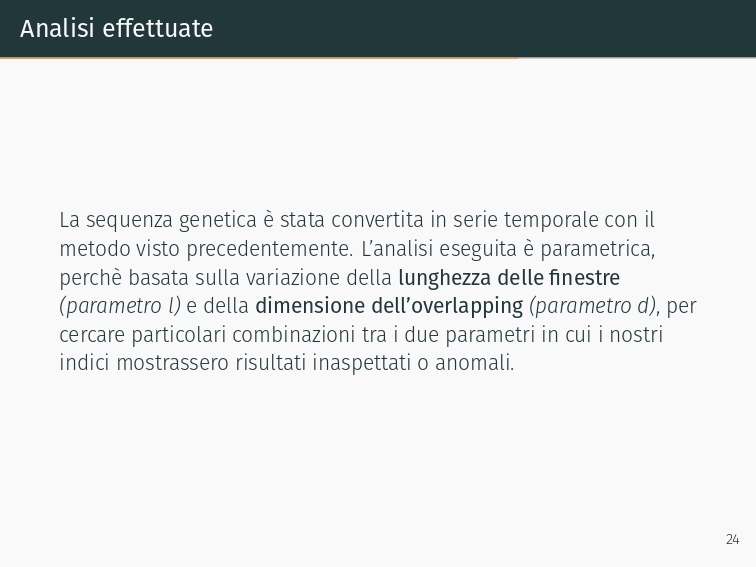 Analisi effettuate
La sequenza genetica è stata convertita in serie temporale con il
metodo visto precedentemente. L'analisi eseguita è parametrica,
perchè basata sulla variazione della lunghezza delle finestre
(parametro l) e della dimensione dell'overlapping (parametro d), per
cercare particolari combinazioni tra i due parametri in cui i nostri
indici mostrassero risultati inaspettati o anomali.
24